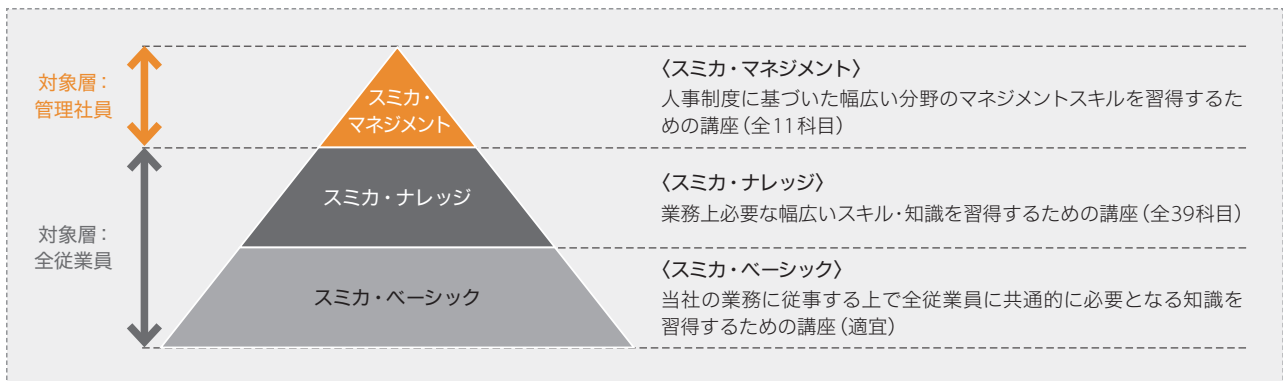 対象層：
管理社員
対象層：
全従業員
スミカ・
マネジメント
スミカ・ナレッジ
スミカ・ベーシック
〈スミカ・マネジメント〉
人事制度に基づいた幅広い分野のマネジメントスキルを習得するた
めの講座（全11科目）
〈スミカ・ナレッジ〉
業務上必要な幅広いスキル・知識を習得するための講座（全39科目）
〈スミカ・ベーシック〉
当社の業務に従事する上で全従業員に共通的に必要となる知識を
習得するための講座（適宜）